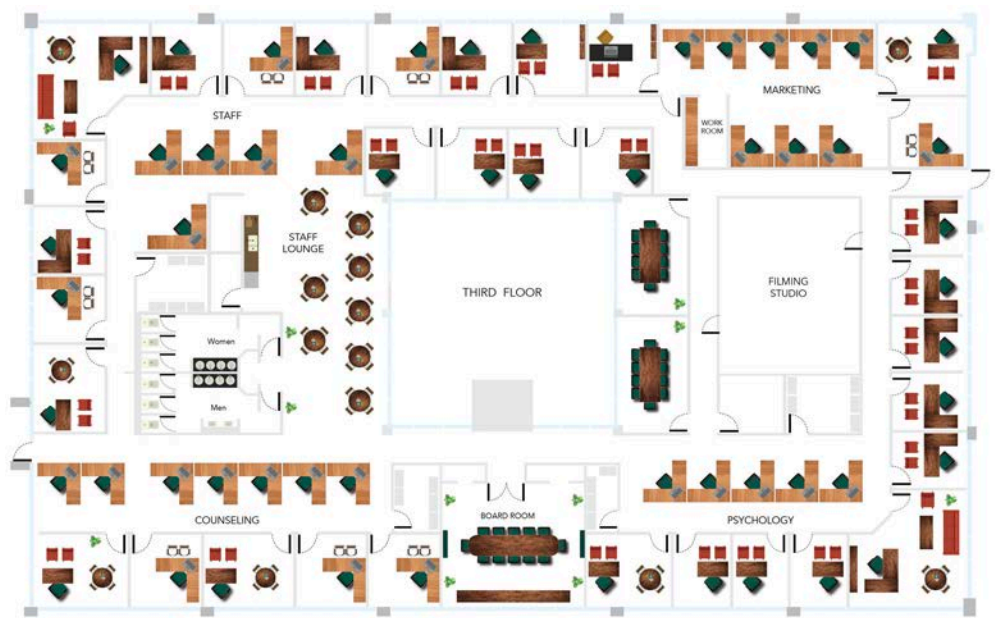 STAFF
MARKETING
WORK
ROOM
STAFF
LOUNGE
THIRD FLOOR
FILMING
STUDIO
Women
Men
COUNSELING
BOARD ROOM
PSYCHOLOGY